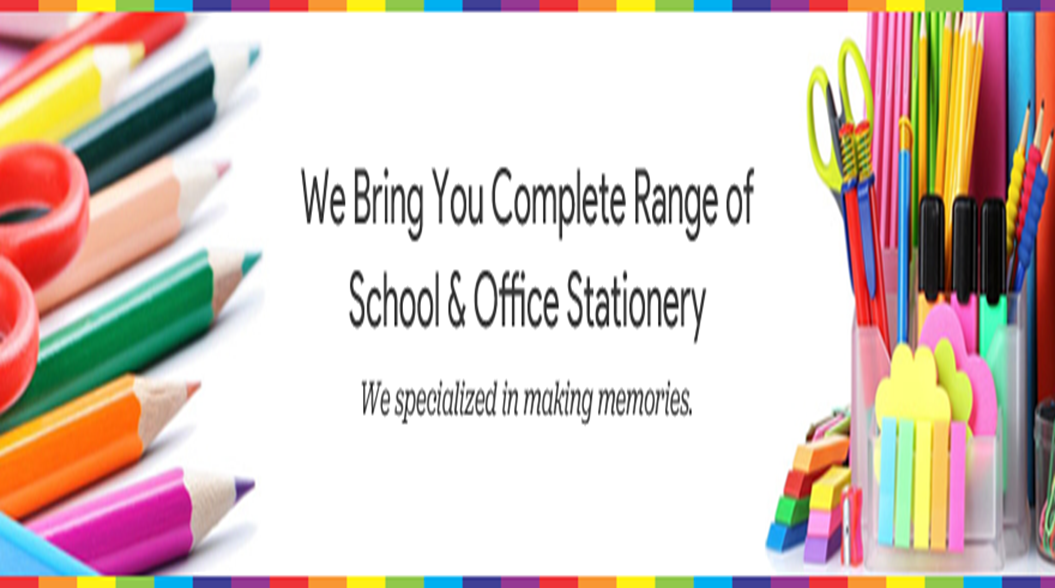 We Bring You Complete Range of
School & Office Stationery
We specialized in making memories.